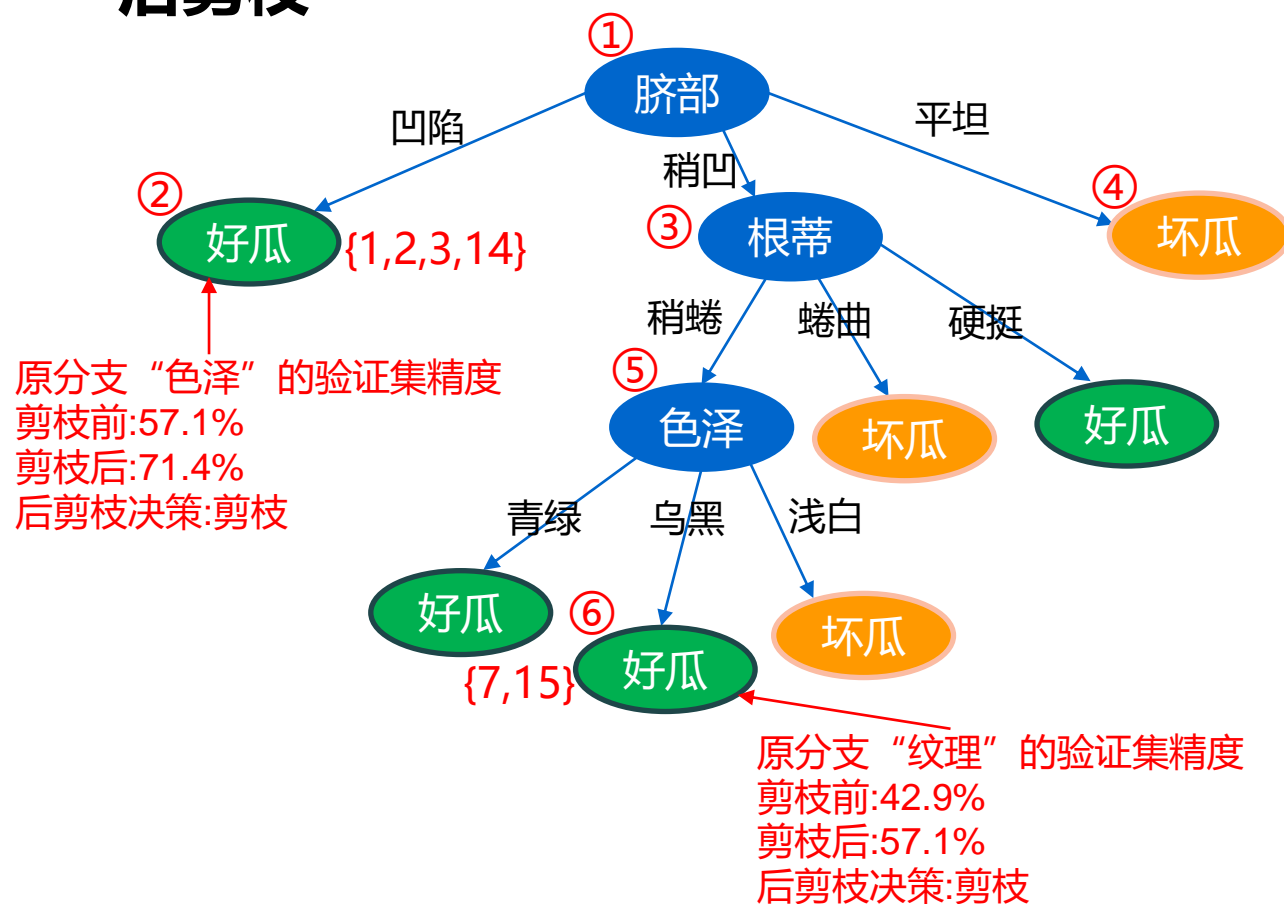 后剪枝
①
脐部
凹陷
稍凹
平坦
②
好瓜
{1,2,3,14}
③
根蒂
④
坏瓜
稍蜷
蜷曲
硬挺
原分支“色泽”的验证集精度
剪枝前:57.1%
剪枝后:71.4%
后剪枝决策:剪枝
⑤
色泽
坏瓜
好瓜
青绿
乌黑
浅白
好瓜
⑥
好瓜
{7,15}
坏瓜
原分支“纹理”的验证集精度
剪枝前:42.9%
剪枝后:57.1%
后剪枝决策:剪枝